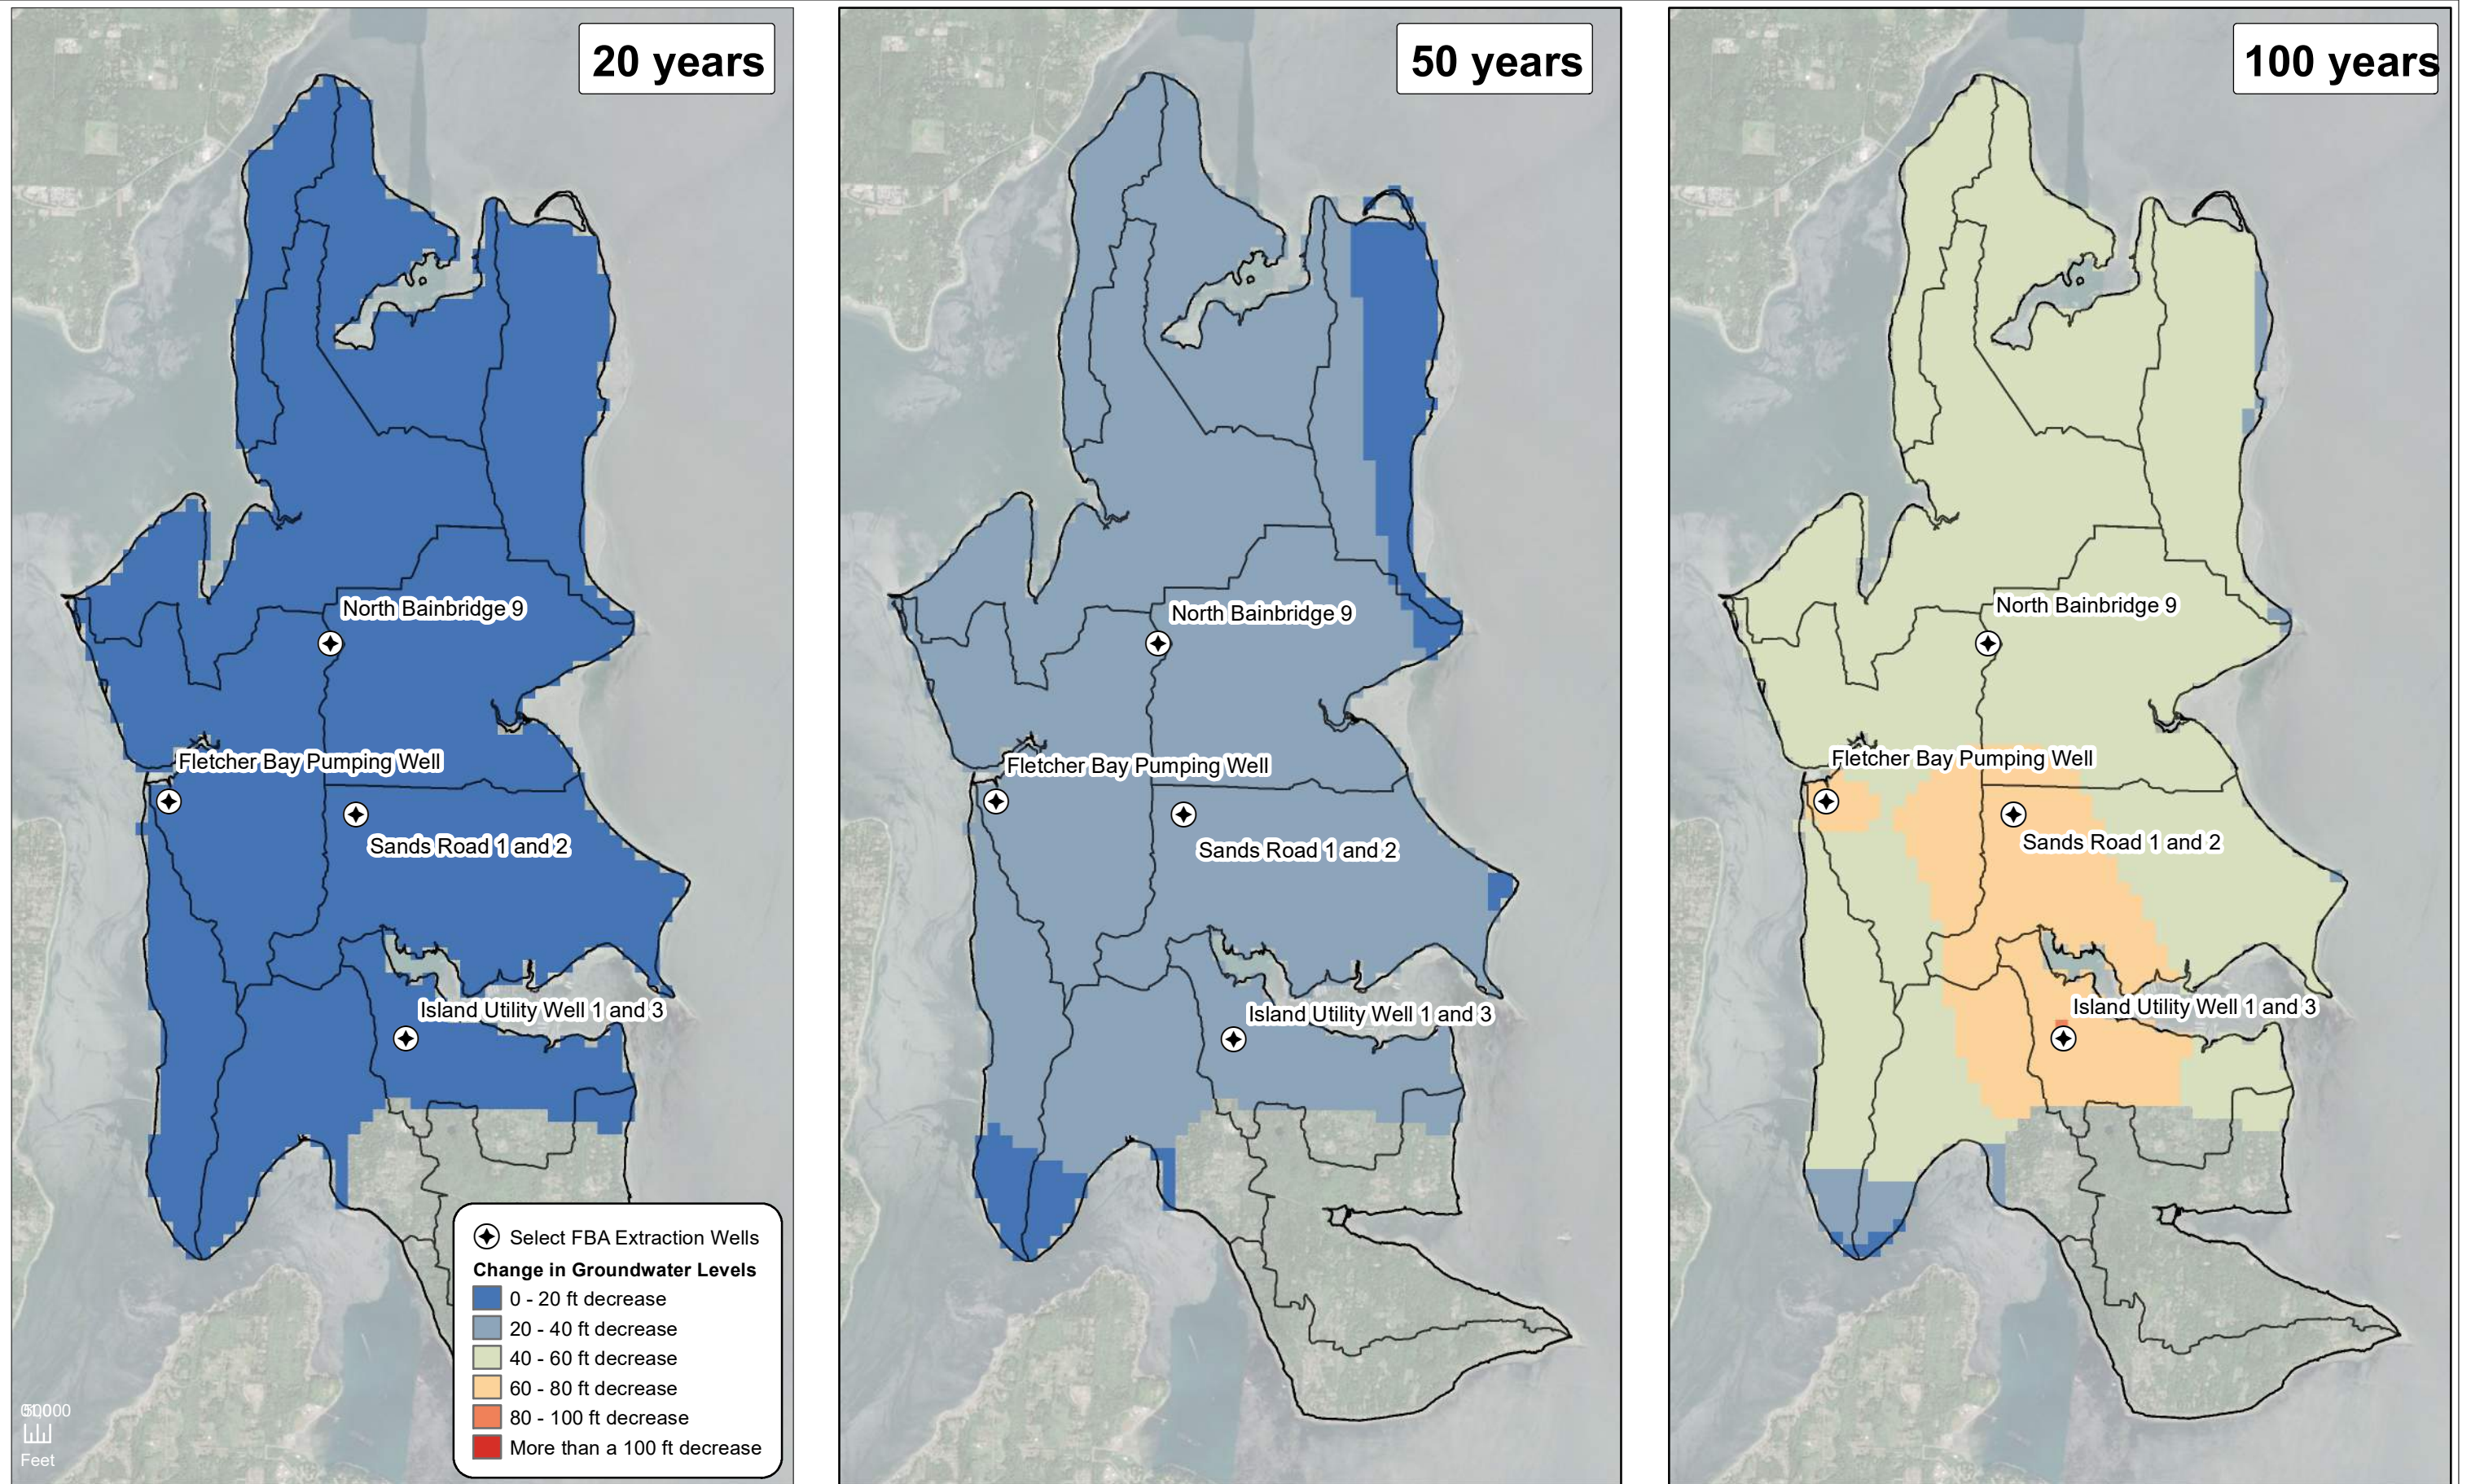 20 years
50 years
100 years
North Bainbridge 9
Fletcher Bay Pumping Well
Sands Road 1 and 2
Island Utility Well 1 and 3
North Bainbridge 9
Fletcher Bay Pumping Well
Sands Road 1 and 2
Island Utility Well 1 and 3
North Bainbridge 9
Fletcher Bay Pumping Well
Sands Road 1 and 2
Island Utility Well 1 and 3
Select FBA Extraction Wells
Change in Groundwater Levels
0 - 20 ft decrease
20 - 40 ft decrease
40 - 60 ft decrease
60 - 80 ft decrease
80 - 100 ft decrease
More than a 100 ft decrease
Feet